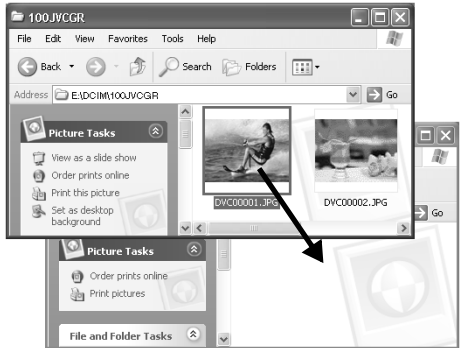 100JVCGR
File Edit View Favorites Tools Help
Back Search Folders
Address E:\DCIM\100JVCGR Go
Picture Tasks
View as a slide show
Order prints online
Print this picture
Set as desktop
background
DVC00001.JPG DVC00002.JPG
Go
Picture Tasks
Order prints online
Print pictures
File and Folder Tasks